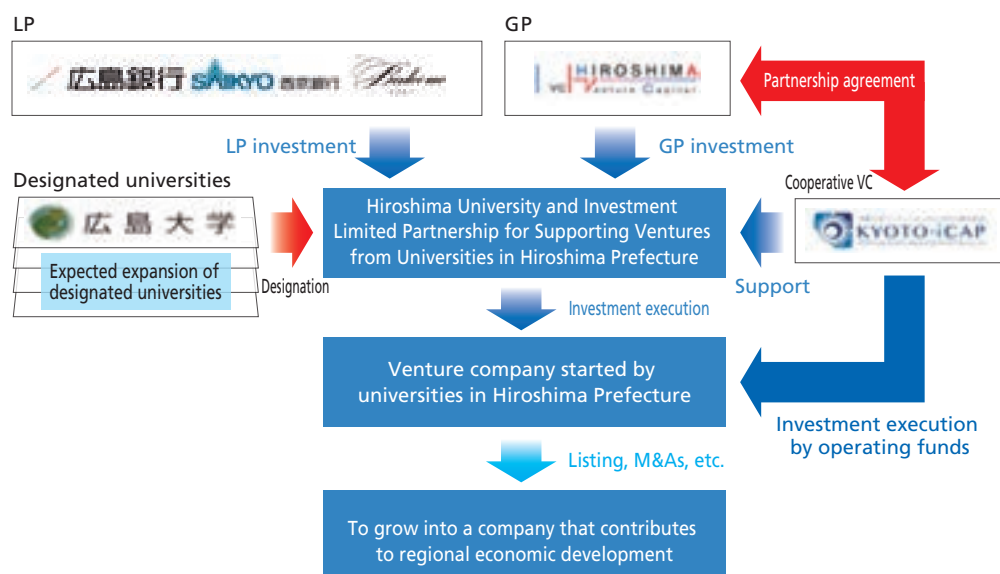 LP
GP
広島銀行
SAIKYO 西京銀行
HIROSHIMA
VC Venture Capital
Partnership agreement
LP investment
GP investment
Designated universities
Cooperative VC
広島大学
Hiroshima University and Investment
Limited Partnership for Supporting Ventures
from Universities in Hiroshima Prefecture
KYOTO-iCAP
Expected expansion of
designated universities
Designation
Support
Investment execution
Venture company started by
universities in Hiroshima Prefecture
Investment execution
by operating funds
Listing, M&As, etc.
To grow into a company that contributes
to regional economic development